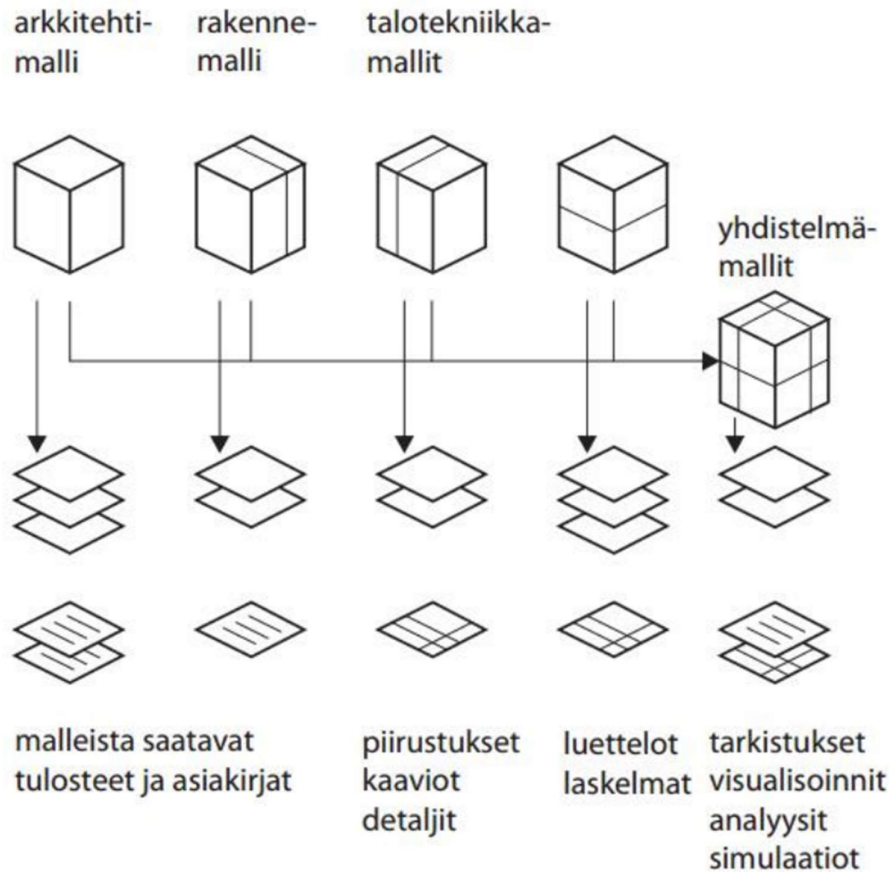 arkkitehti-
malli
rakenne-
malli
talotekniikka-
mallit
yhdistelmä-
mallit
malleista saatavat
tulosteet ja asiakirjat
piirustukset
kaaviot
detaljit
luettelot
laskelmat
tarkistukset
visualisoinnit
analyysit
simulaatiot